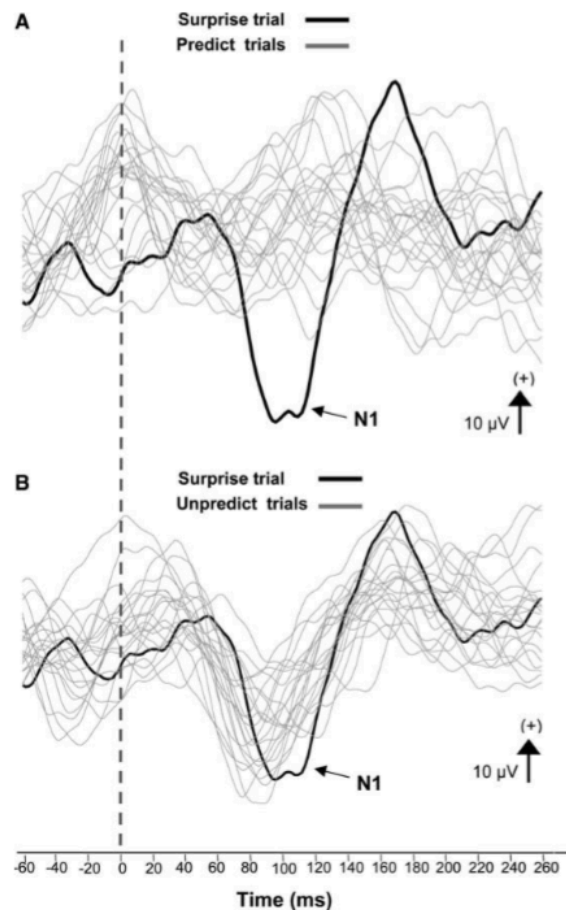 A
Surprise trial
Predict trials
N1
(+)
10 µV
B
Surprise trial
Unpredict trials
N1
(+)
10 µV
-60 -40 -20 0 20 40 60 80 100 120 140 160 180 200 220 240 260
Time (ms)